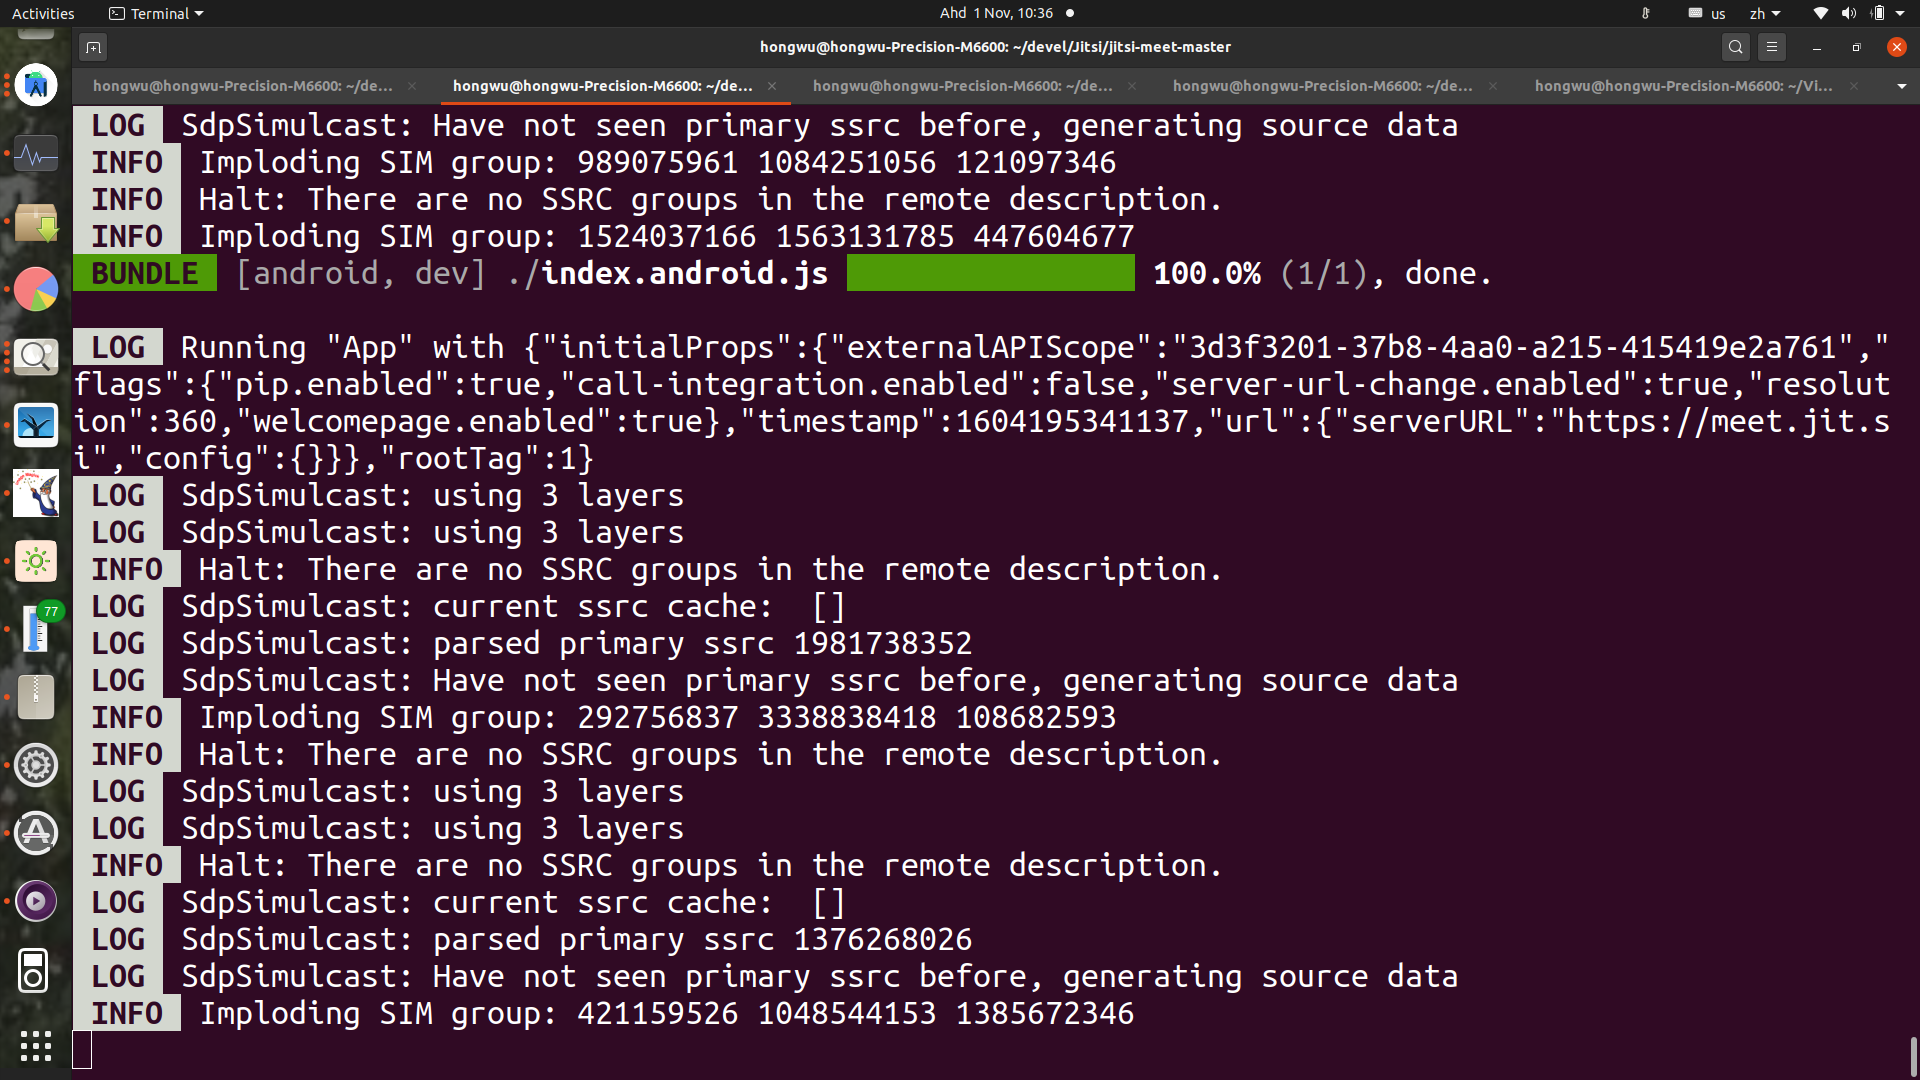 Activities
Terminal
Ahd 1 Nov, 10:36
us
zh
hongwu@hongwu-Precision-M6600: ~/devel/Jitsi/jitsi-meet-master
hongwu@hongwu-Precision-M6600: ~/de...
hongwu@hongwu-Precision-M6600: ~/de...
hongwu@hongwu-Precision-M6600: ~/de...
hongwu@hongwu-Precision-M6600: ~/de...
hongwu@hongwu-Precision-M6600: ~/Vi...
LOG SdpSimulcast: Have not seen primary ssrc before, generating source data
INFO Imploding SIM group: 989075961 1084251056 121097346
INFO Halt: There are no SSRC groups in the remote description.
INFO Imploding SIM group: 1524037166 1563131785 447604677
BUNDLE [android, dev] ./index.android.js 100.0% (1/1), done.
LOG Running "App" with {"initialProps":{"externalAPIScope":"3d3f3201-37b8-4aa0-a215-415419e2a761","
flags":{"pip.enabled":true,"call-integration.enabled":false,"server-url-change.enabled":true,"resolut
ion":360,"welcomepage.enabled":true},"timestamp":1604195341137,"url":{"serverURL":"https://meet.jit.s
i","config":{}}},"rootTag":1}
LOG SdpSimulcast: using 3 layers
LOG SdpSimulcast: using 3 layers
INFO Halt: There are no SSRC groups in the remote description.
LOG SdpSimulcast: current ssrc cache: []
LOG SdpSimulcast: parsed primary ssrc 1981738352
LOG SdpSimulcast: Have not seen primary ssrc before, generating source data
INFO Imploding SIM group: 292756837 3338838418 108682593
INFO Halt: There are no SSRC groups in the remote description.
LOG SdpSimulcast: using 3 layers
LOG SdpSimulcast: using 3 layers
INFO Halt: There are no SSRC groups in the remote description.
LOG SdpSimulcast: current ssrc cache: []
LOG SdpSimulcast: parsed primary ssrc 1376268026
LOG SdpSimulcast: Have not seen primary ssrc before, generating source data
INFO Imploding SIM group: 421159526 1048544153 1385672346
77